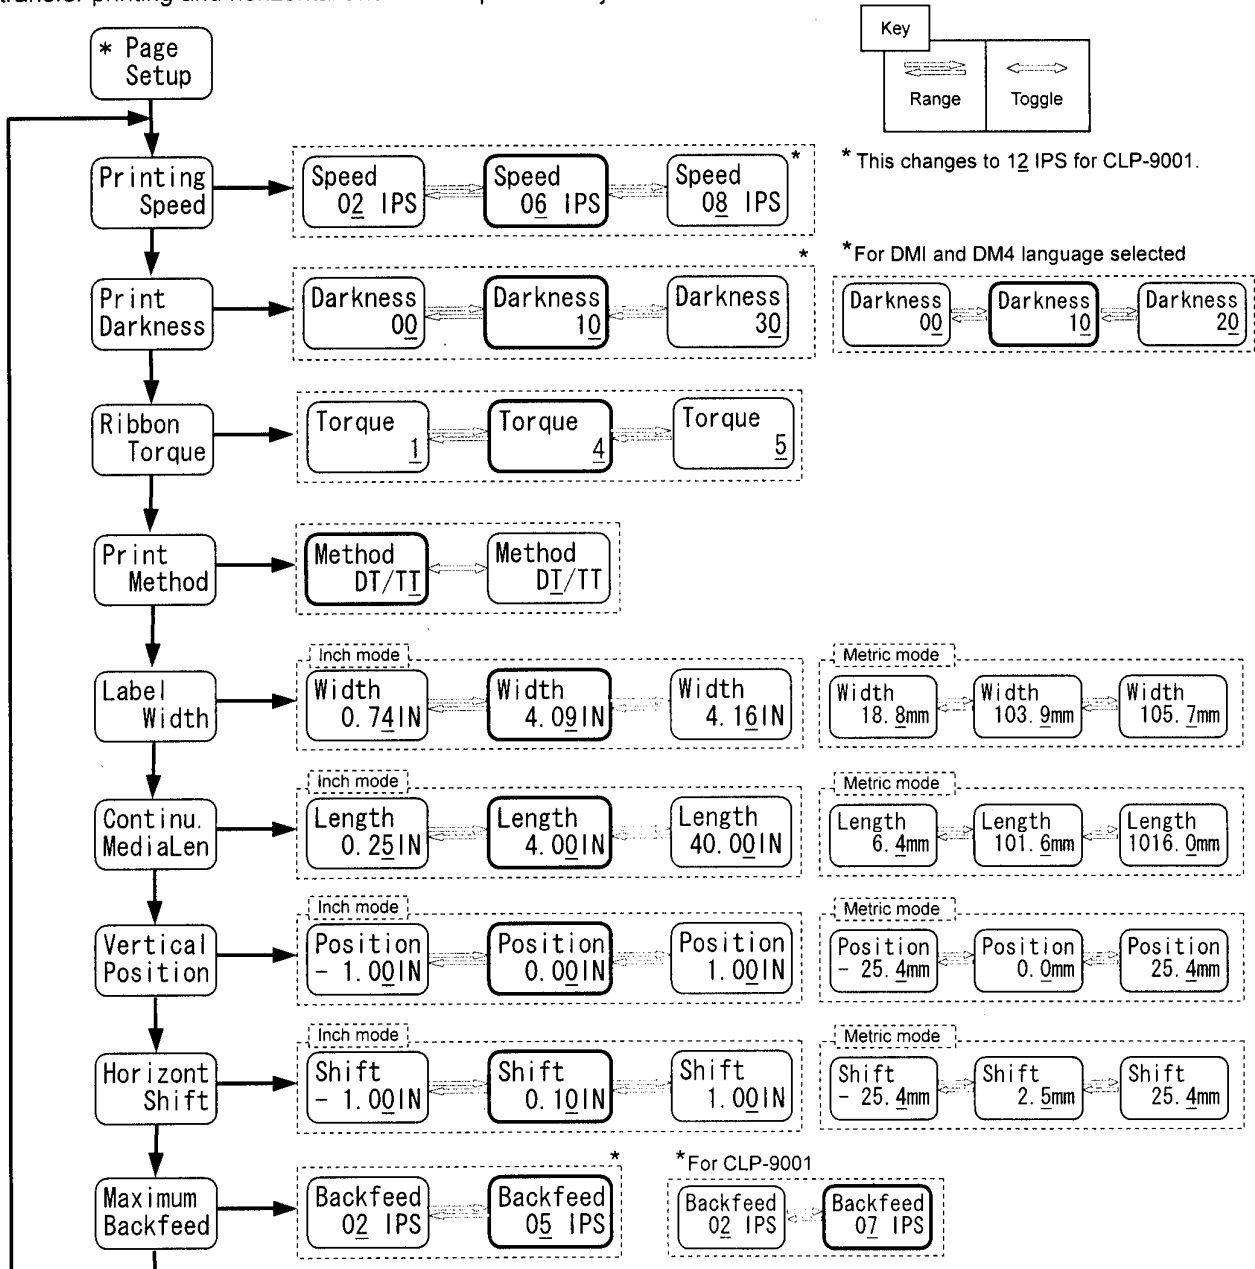 transfer printing and horizontal
Key
Range
Toggle
* Page
Setup
* This changes to 12 IPS for CLP-9001.
Printing
Speed
Speed
02 IPS
Speed
06 IPS
Speed
08 IPS
*
*For DMI and DM4 language selected
Print
Darkness
Darkness
00
Darkness
10
Darkness
30
*
Darkness
00
Darkness
10
Darkness
20
Ribbon
Torque
Torque
1
Torque
4
Torque
5
Print
Method
Method
DT/TT
Method
DT/TT
Label
Width
Inch mode
Width
0.74IN
Width
4.09IN
Width
4.16IN
Metric mode
Width
18.8mm
Width
103.9mm
Width
105.7mm
Continu.
MediaLen
Inch mode
Length
0.25IN
Length
4.00IN
Length
40.00IN
Metric mode
Length
6.4mm
Length
101.6mm
Length
1016.0mm
Vertical
Position
Inch mode
Position
- 1.00IN
Position
0.00IN
Position
1.00IN
Metric mode
Position
- 25.4mm
Position
0.0mm
Position
25.4mm
Horizont
Shift
Inch mode
Shift
- 1.00IN
Shift
0.10IN
Shift
1.00IN
Metric mode
Shift
- 25.4mm
Shift
2.5mm
Shift
25.4mm
Maximum
Backfeed
Backfeed
02 IPS
Backfeed
05 IPS
*
*For CLP-9001
Backfeed
02 IPS
Backfeed
07 IPS